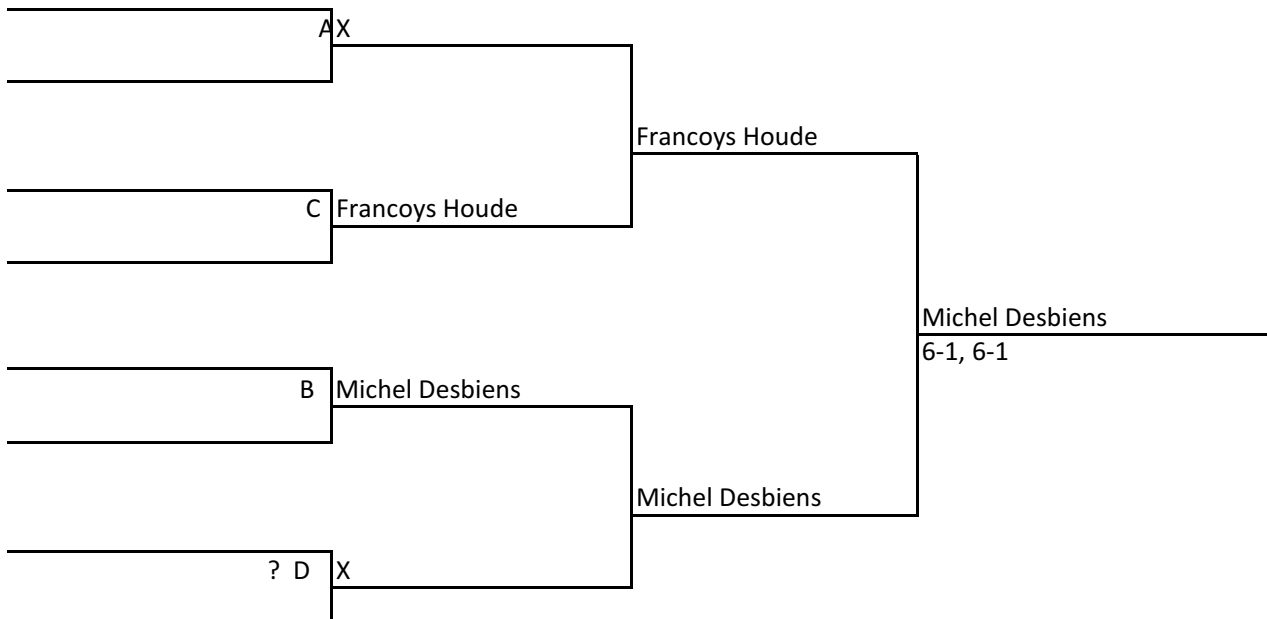 A X
Francoys Houde
C Francoys Houde
Michel Desbiens
6-1, 6-1
B Michel Desbiens
Michel Desbiens
? D X